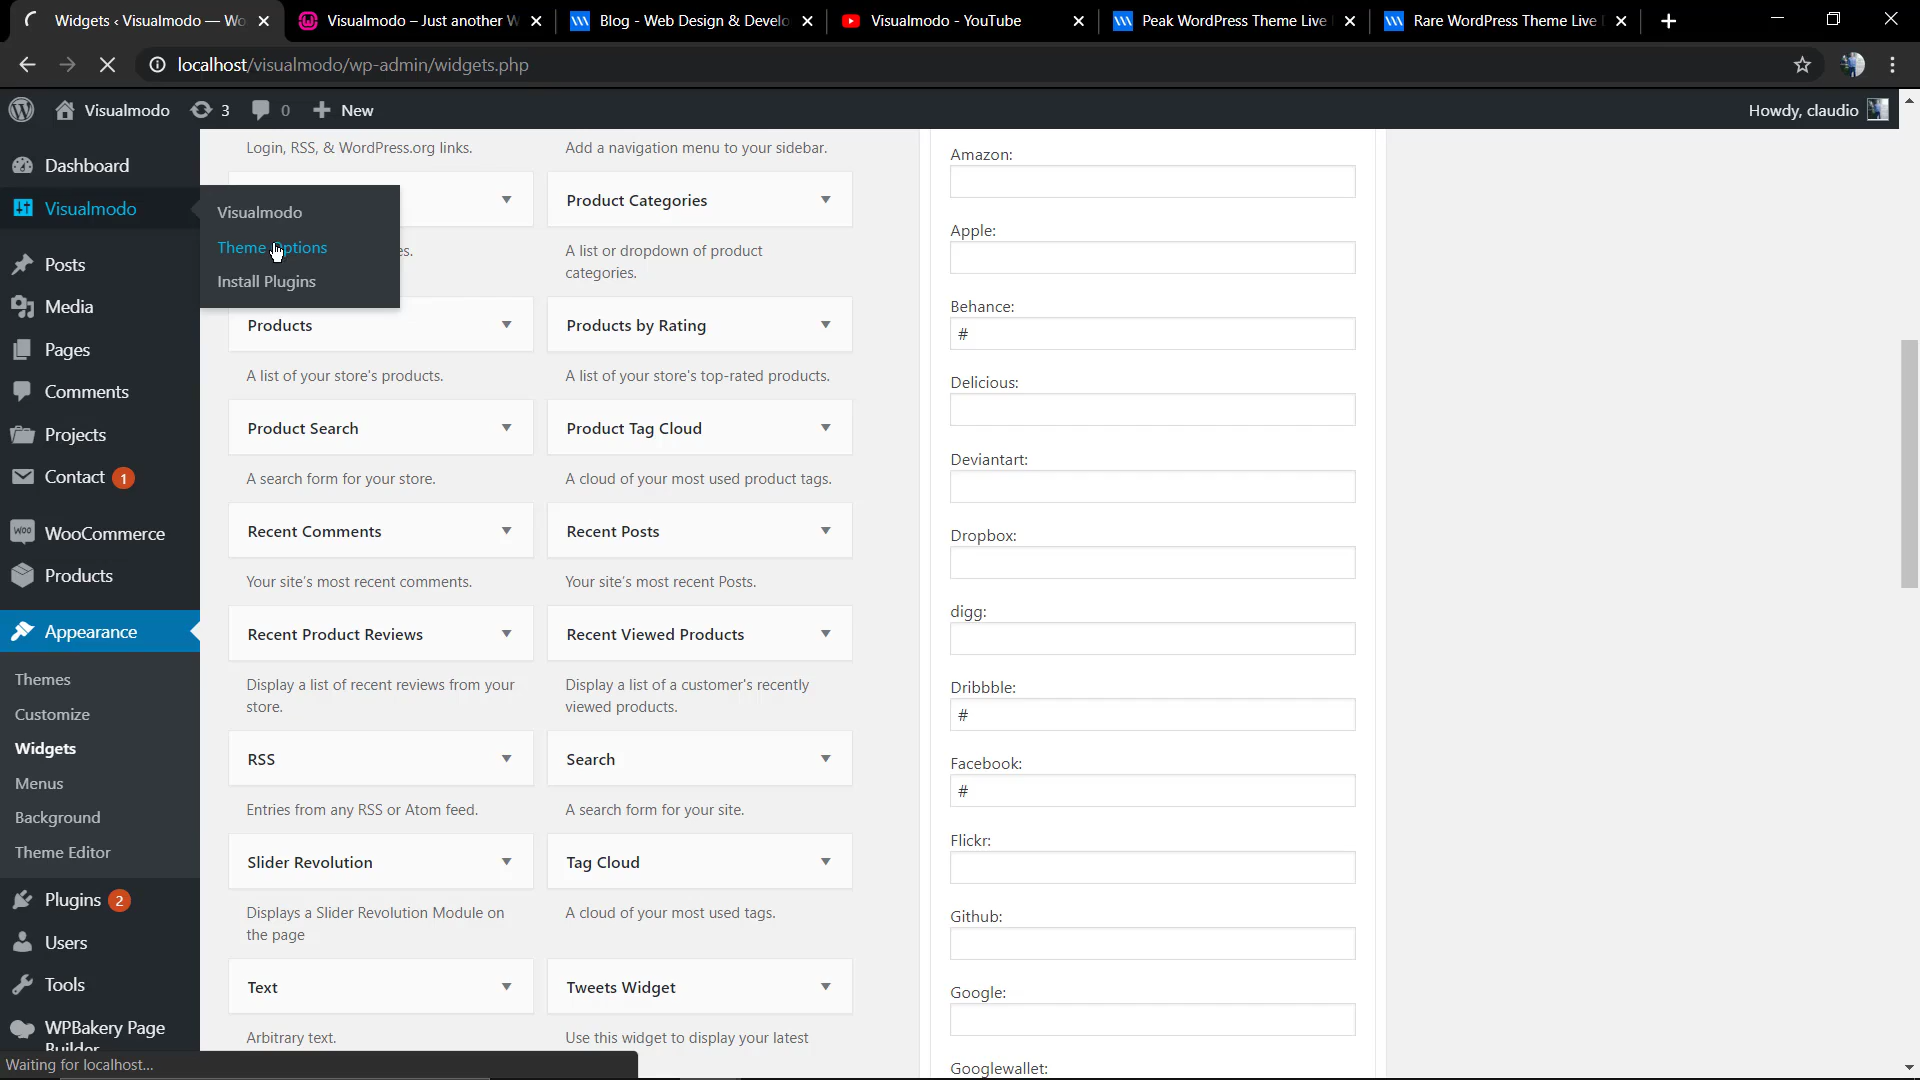 Widgets ‹ Visualmodo — Wo
Visualmodo – Just another W
Blog - Web Design & Develo
Visualmodo - YouTube
Peak WordPress Theme Live
Rare WordPress Theme Live
localhost/visualmodo/wp-admin/widgets.php
Visualmodo
3
0
New
Howdy, claudio
Dashboard
Visualmodo
Posts
Media
Pages
Comments
Projects
Contact 1
WooCommerce
Products
Appearance
Themes
Customize
Widgets
Menus
Background
Theme Editor
Plugins 2
Users
Tools
WPBakery Page
Builder
Visualmodo
Theme Options
Install Plugins
Login, RSS, & WordPress.org links.
Add a navigation menu to your sidebar.
Product Categories
es.
A list or dropdown of product
categories.
Products
Products by Rating
A list of your store's products.
A list of your store's top-rated products.
Product Search
Product Tag Cloud
A search form for your store.
A cloud of your most used product tags.
Recent Comments
Recent Posts
Your site's most recent comments.
Your site's most recent Posts.
Recent Product Reviews
Recent Viewed Products
Display a list of recent reviews from your
store.
Display a list of a customer's recently
viewed products.
RSS
Search
Entries from any RSS or Atom feed.
A search form for your site.
Slider Revolution
Tag Cloud
Displays a Slider Revolution Module on
the page
A cloud of your most used tags.
Text
Tweets Widget
Arbitrary text.
Use this widget to display your latest
Amazon:
Apple:
Behance:
#
Delicious:
Deviantart:
Dropbox:
digg:
Dribbble:
#
Facebook:
#
Flickr:
Github:
Google:
Googlewallet:
Waiting for localhost...